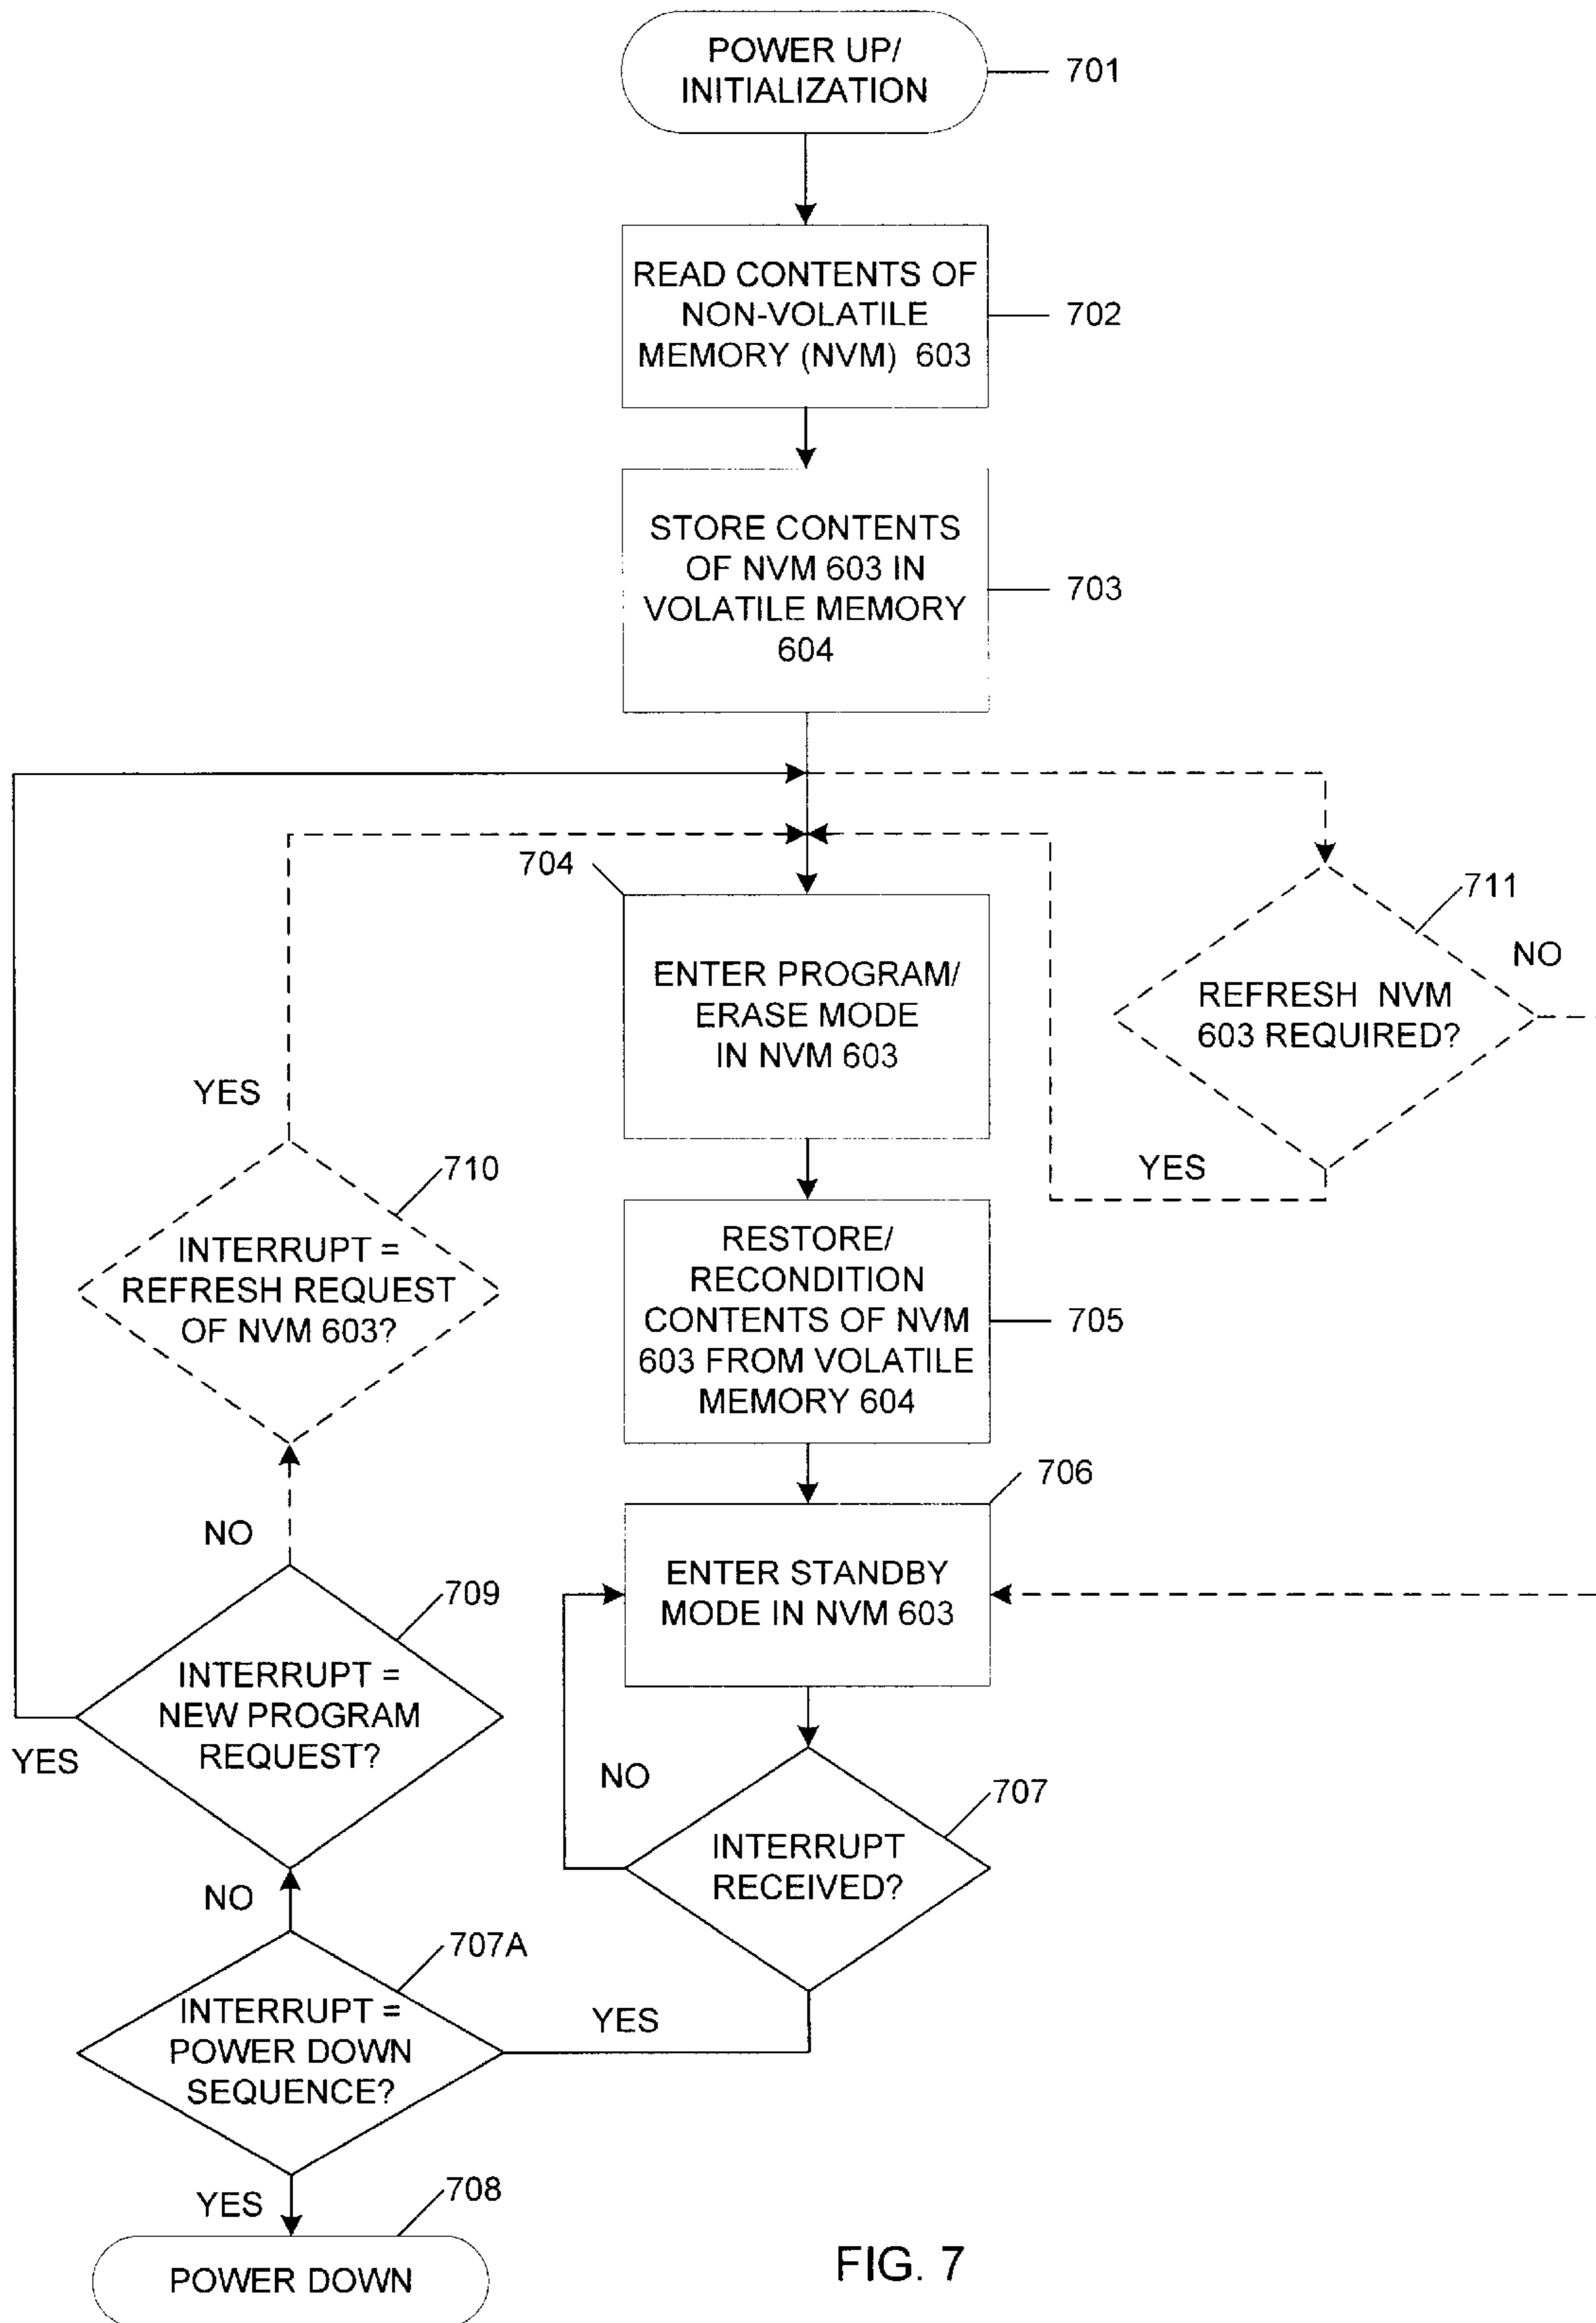 POWER UP/
INITIALIZATION
701
READ CONTENTS OF
NON-VOLATILE
MEMORY (NVM) 603
702
STORE CONTENTS
OF NVM 603 IN
VOLATILE MEMORY
604
703
704
ENTER PROGRAM/
ERASE MODE
IN NVM 603
711
NO
REFRESH NVM
603 REQUIRED?
YES
YES
710
INTERRUPT =
REFRESH REQUEST
OF NVM 603?
RESTORE/
RECONDITION
CONTENTS OF NVM
603 FROM VOLATILE
MEMORY 604
705
706
ENTER STANDBY
MODE IN NVM 603
NO
709
INTERRUPT =
NEW PROGRAM
REQUEST?
YES
NO
707
INTERRUPT
RECEIVED?
NO
707A
INTERRUPT =
POWER DOWN
SEQUENCE?
YES
YES
708
POWER DOWN
FIG. 7